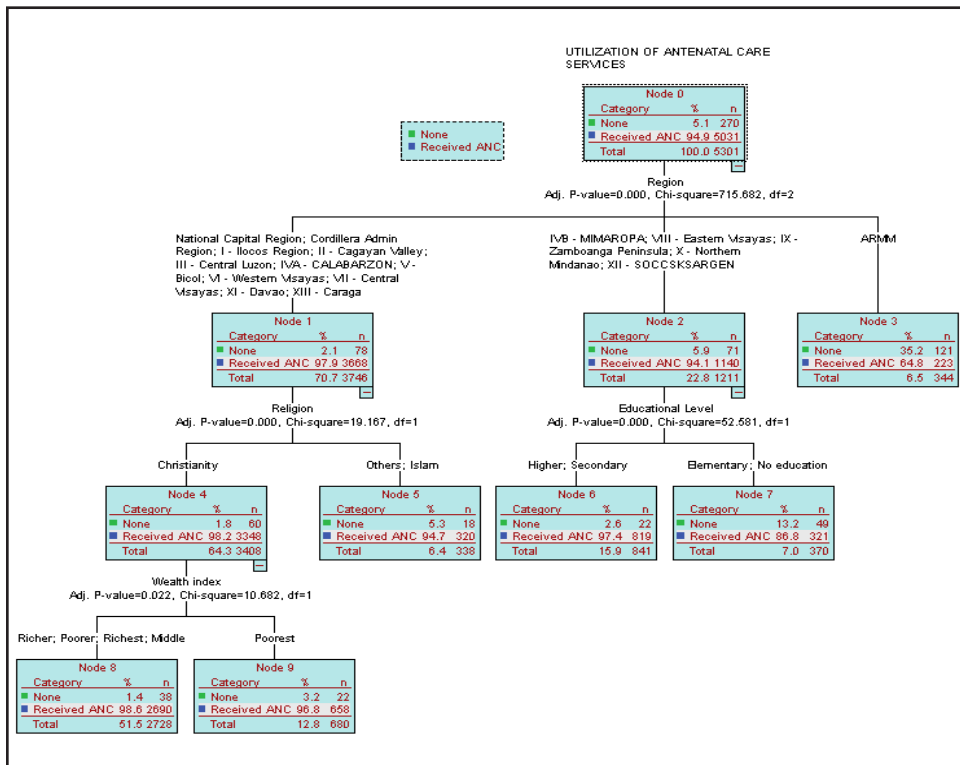 UTILIZATION OF ANTENATAL CARE
SERVICES
Node 0
Category % n
None 5.1 270
Received ANC 94.9 5031
Total 100.0 5301
None
Received ANC
Region
Adj. P-value=0.000, Chi-square=715.682, df=2
National Capital Region; Cordillera Admin
Region; I - Ilocos Region; II - Cagayan Valley;
III - Central Luzon; IVA - CALABARZON; V -
Bicol; VI - Western Visayas; VII - Central
Visayas; XI - Davao; XIII - Caraga
IVB - MIMAROPA; VIII - Eastern Visayas; IX -
Zamboanga Peninsula; X - Northern
Mindanao; XII - SOCCSKSARGEN
ARMM
Node 1
Category % n
None 2.1 78
Received ANC 97.9 3668
Total 70.7 3746
Node 2
Category % n
None 5.9 71
Received ANC 94.1 1140
Total 22.8 1211
Node 3
Category % n
None 35.2 121
Received ANC 64.8 223
Total 6.5 344
Religion
Adj. P-value=0.000, Chi-square=19.167, df=1
Educational Level
Adj. P-value=0.000, Chi-square=52.581, df=1
Christianity
Others; Islam
Higher; Secondary
Elementary; No education
Node 4
Category % n
None 1.8 60
Received ANC 98.2 3348
Total 64.3 3408
Node 5
Category % n
None 5.3 18
Received ANC 94.7 320
Total 6.4 338
Node 6
Category % n
None 2.6 22
Received ANC 97.4 819
Total 15.9 841
Node 7
Category % n
None 13.2 49
Received ANC 86.8 321
Total 7.0 370
Wealth index
Adj. P-value=0.022, Chi-square=10.682, df=1
Richer; Poorer; Richest; Middle
Poorest
Node 8
Category % n
None 1.4 38
Received ANC 98.6 2690
Total 51.5 2728
Node 9
Category % n
None 3.2 22
Received ANC 96.8 658
Total 12.8 680